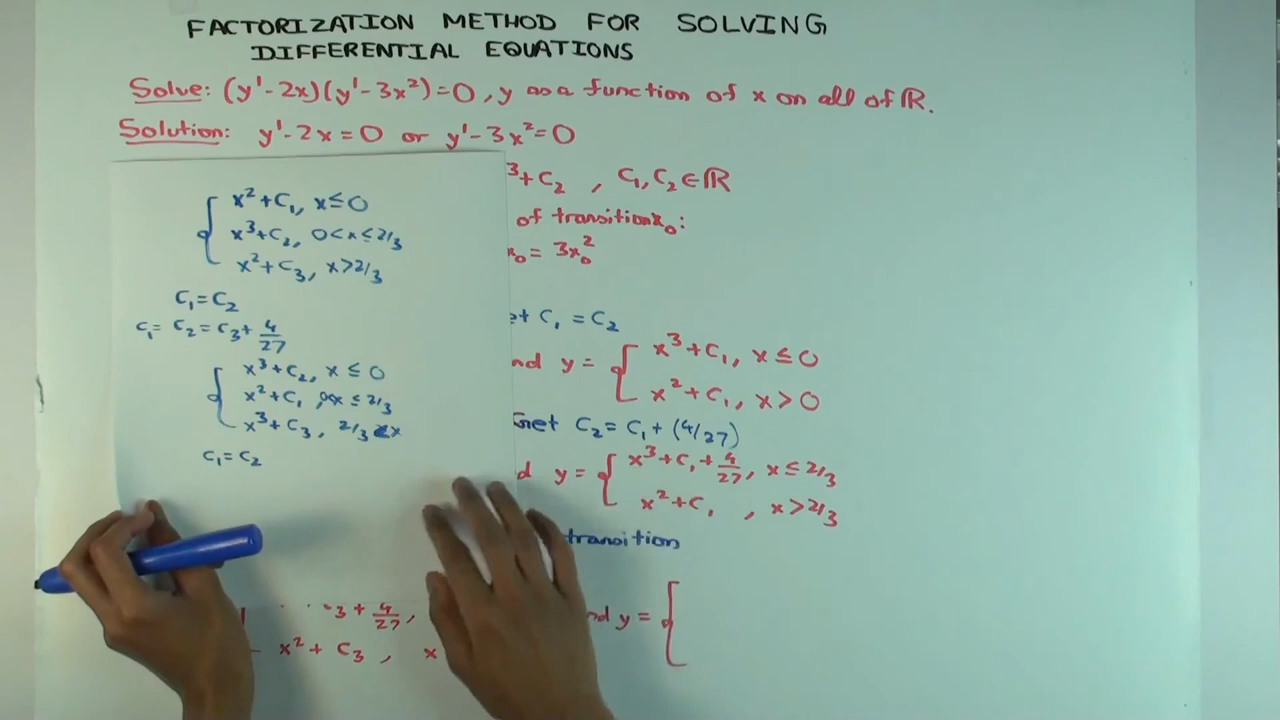 FACTORIZATION METHOD FOR SOLVING
DIFFERENTIAL EQUATIONS
Solve: (y'-2x)(y'-3x²)=0, y as a function of x on all of ℝ.
Solution: y'-2x=0 or y'-3x²=0
³+C₂, C₁,C₂∈ℝ
of transition x₀:
x₀ = 3x₀²
et C₁ = C₂
nd y = { x³+C₁, x≤0
x²+C₁, x>0
Get C₂ = C₁ + (4/27)
d y = { x³+C₁+4/27, x≤2/3
x²+C₁, x>2/3
transition
3 + 4/27,
nd y = {
x² + C₃, x
{ x²+C₁, x≤0
x³+C₂, 0<x≤2/3
x²+C₃, x>2/3
C₁=C₂
C₁= C₂=C₃+4/27
{ x³+C₂, x≤0
x²+C₁ ≤2/3
x³+C₃, 2/3<x
C₁=C₂